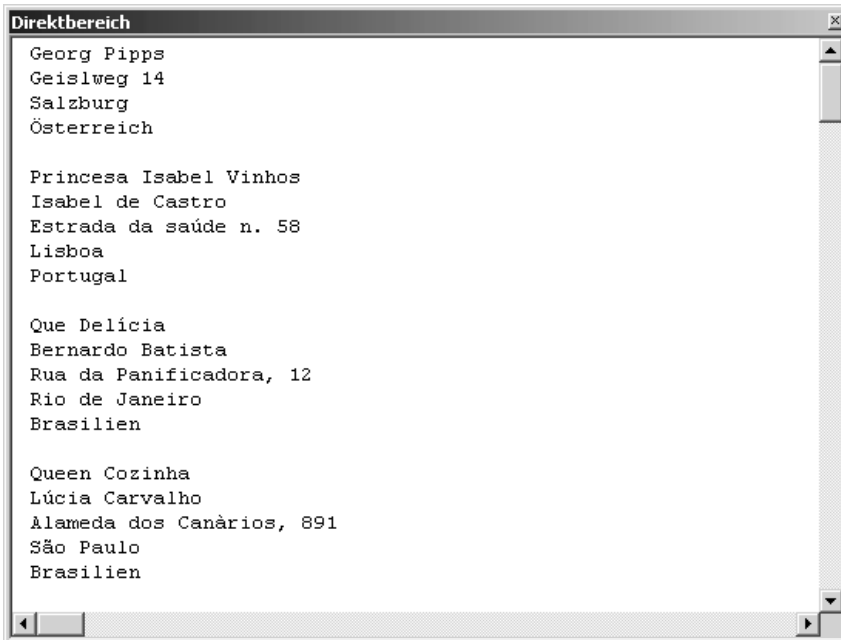 Direktbereich
Georg Pipps
Geislweg 14
Salzburg
Österreich
Princesa Isabel Vinhos
Isabel de Castro
Estrada da saúde n. 58
Lisboa
Portugal
Que Delícia
Bernardo Batista
Rua da Panificadora, 12
Rio de Janeiro
Brasilien
Queen Cozinha
Lúcia Carvalho
Alameda dos Canàrios, 891
São Paulo
Brasilien